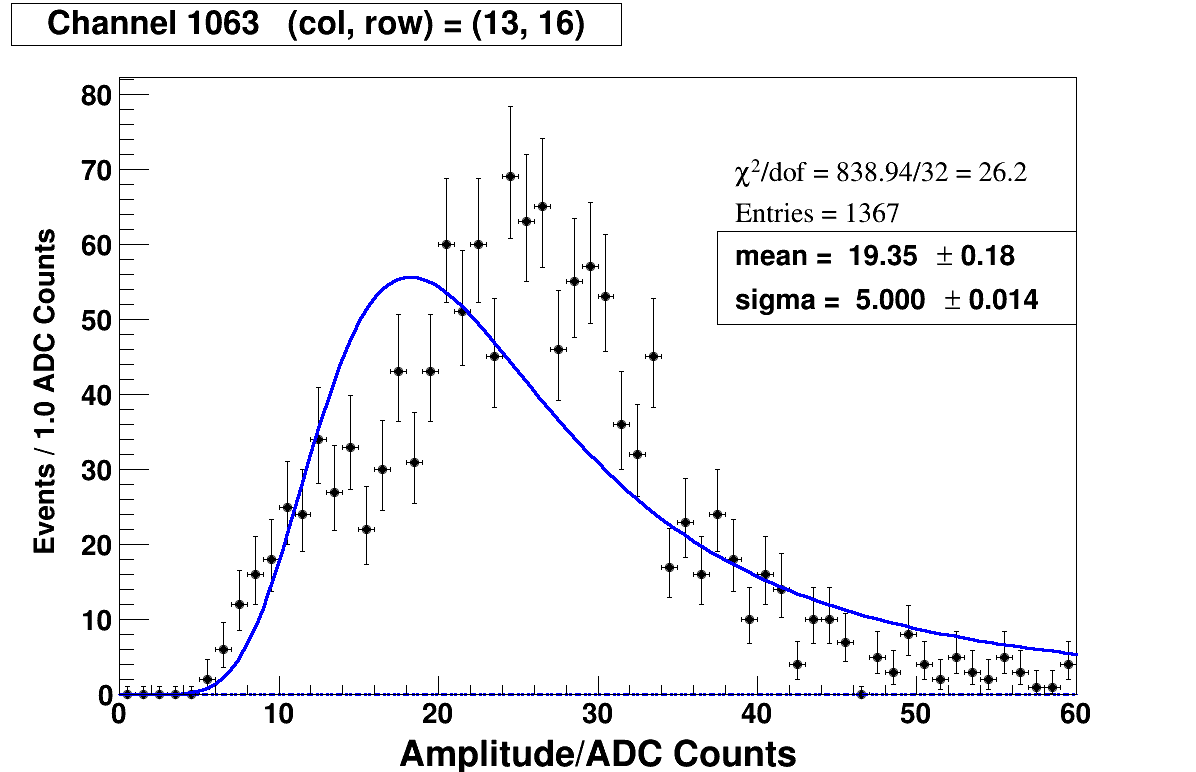 Channel 1063 (col, row) = (13, 16)
80
70
60
50
40
30
20
10
0
Events / 1.0 ADC Counts
χ²/dof = 838.94/32 = 26.2
Entries = 1367
mean = 19.35 ± 0.18
sigma = 5.000 ± 0.014
0 10 20 30 40 50 60
Amplitude/ADC Counts